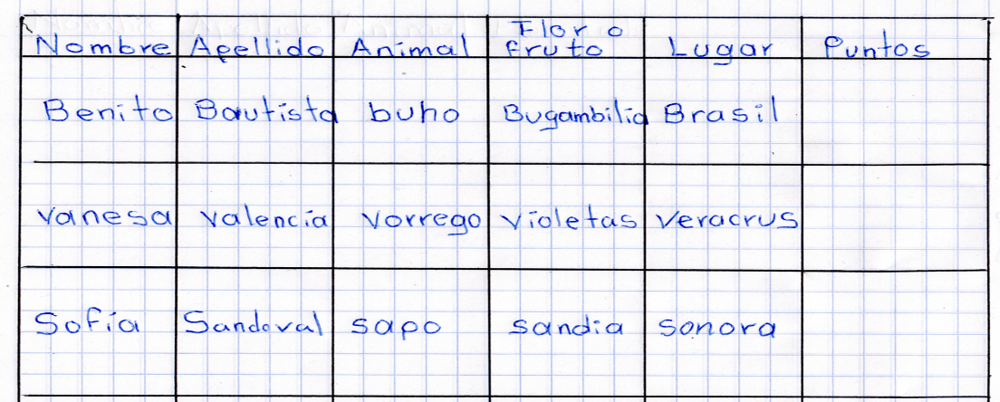 Nombre Apellido Animal Flor o fruto Lugar Puntos
Benito Bautista buho Bugambilia Brasil
vanesa valencia vorrego violetas veracrus
Sofía Sandoval sapo sandia sonora